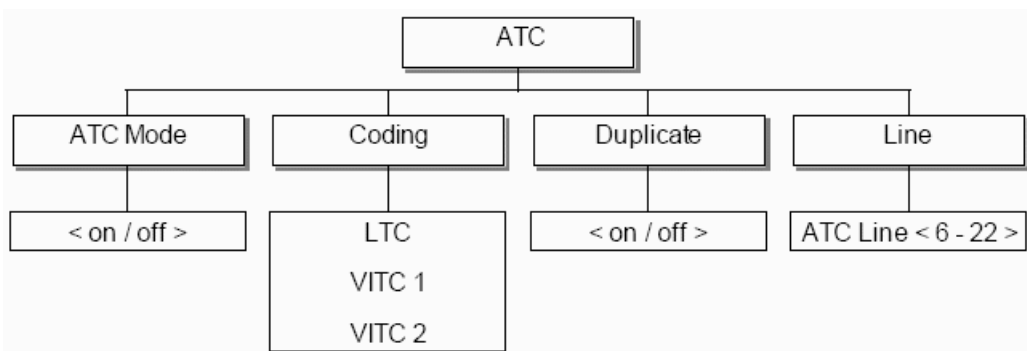 ATC
ATC Mode
Coding
Duplicate
Line
< on / off >
LTC
VITC 1
VITC 2
< on / off >
ATC Line < 6 - 22 >